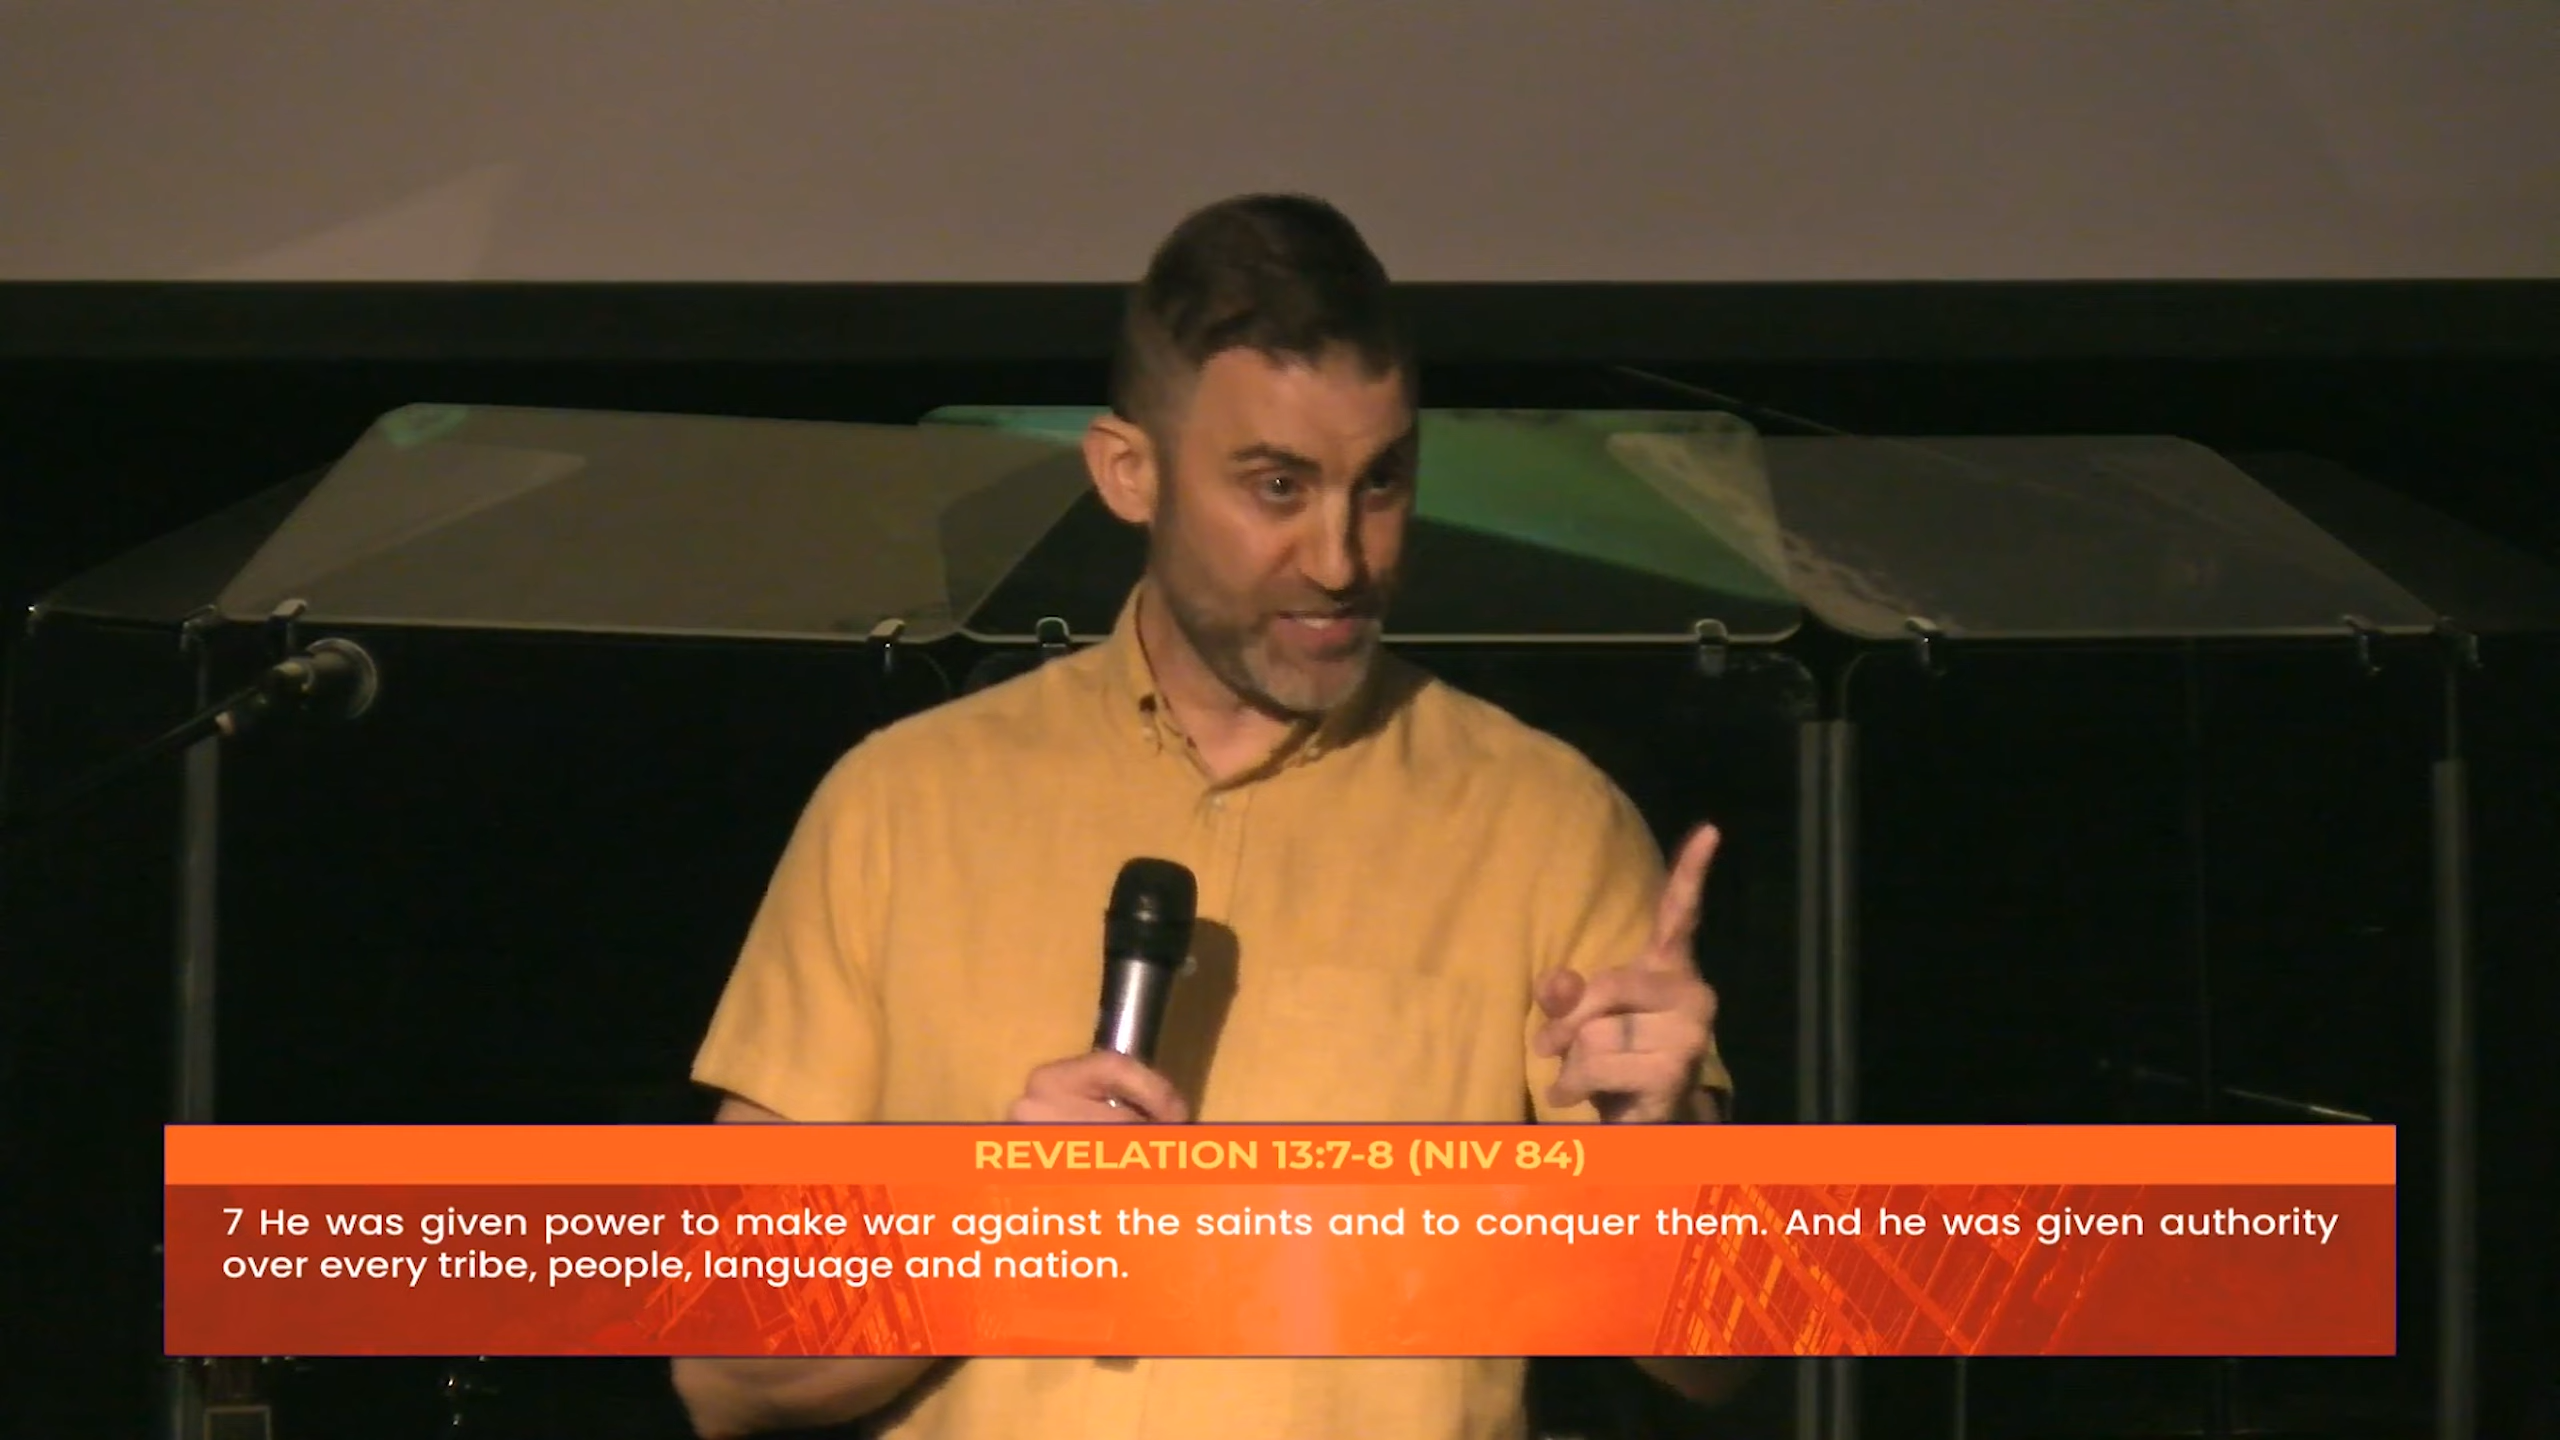 REVELATION 13:7-8 (NIV 84)
7 He was given power to make war against the saints and to conquer them. And he was given authority
over every tribe, people, language and nation.